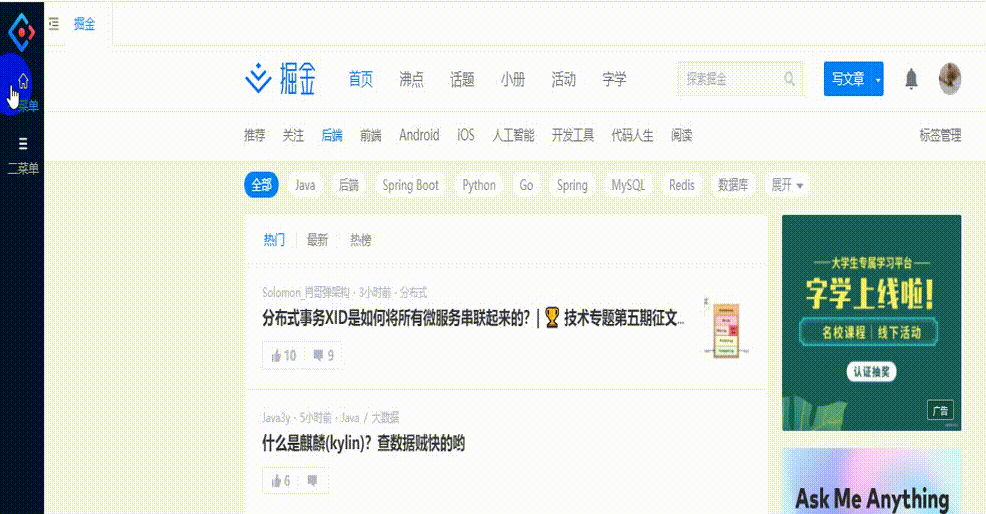 掘金
菜单
二菜单
掘金 首页 沸点 话题 小册 活动 字学 探索掘金 写文章
推荐 关注 后端 前端 Android iOS 人工智能 开发工具 代码人生 阅读 标签管理
全部 Java 后端 Spring Boot Python Go Spring MySQL Redis 数据库 展开
热门 最新 热榜
Solomon_肖哥弹架构 · 3小时前 · 分布式
分布式事务XID是如何将所有微服务串联起来的？| 🏆 技术专题第五期征文...
10 9
Java3y · 5小时前 · Java / 大数据
什么是麒麟(kylin)？查数据贼快的哟
6
大学生专属学习平台
字学上线啦！
名校课程 | 线下活动
认证抽奖
广告
Ask Me Anything